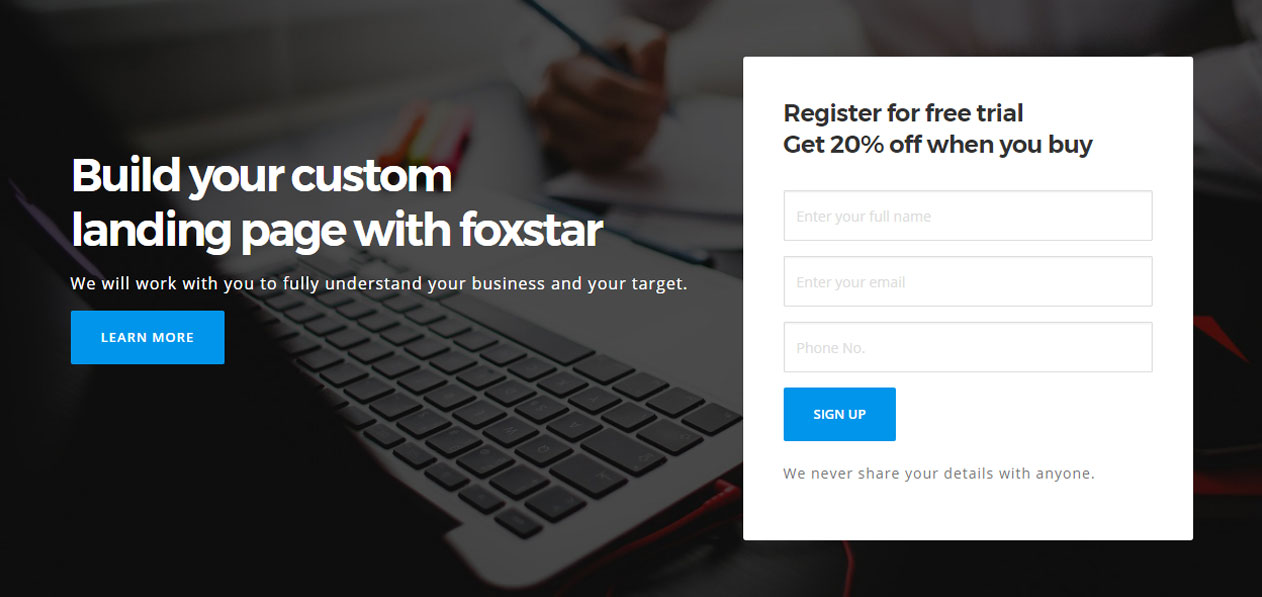 Build your custom
landing page with foxstar
We will work with you to fully understand your business and your target.
LEARN MORE
Register for free trial
Get 20% off when you buy
Enter your full name
Enter your email
Phone No.
SIGN UP
We never share your details with anyone.